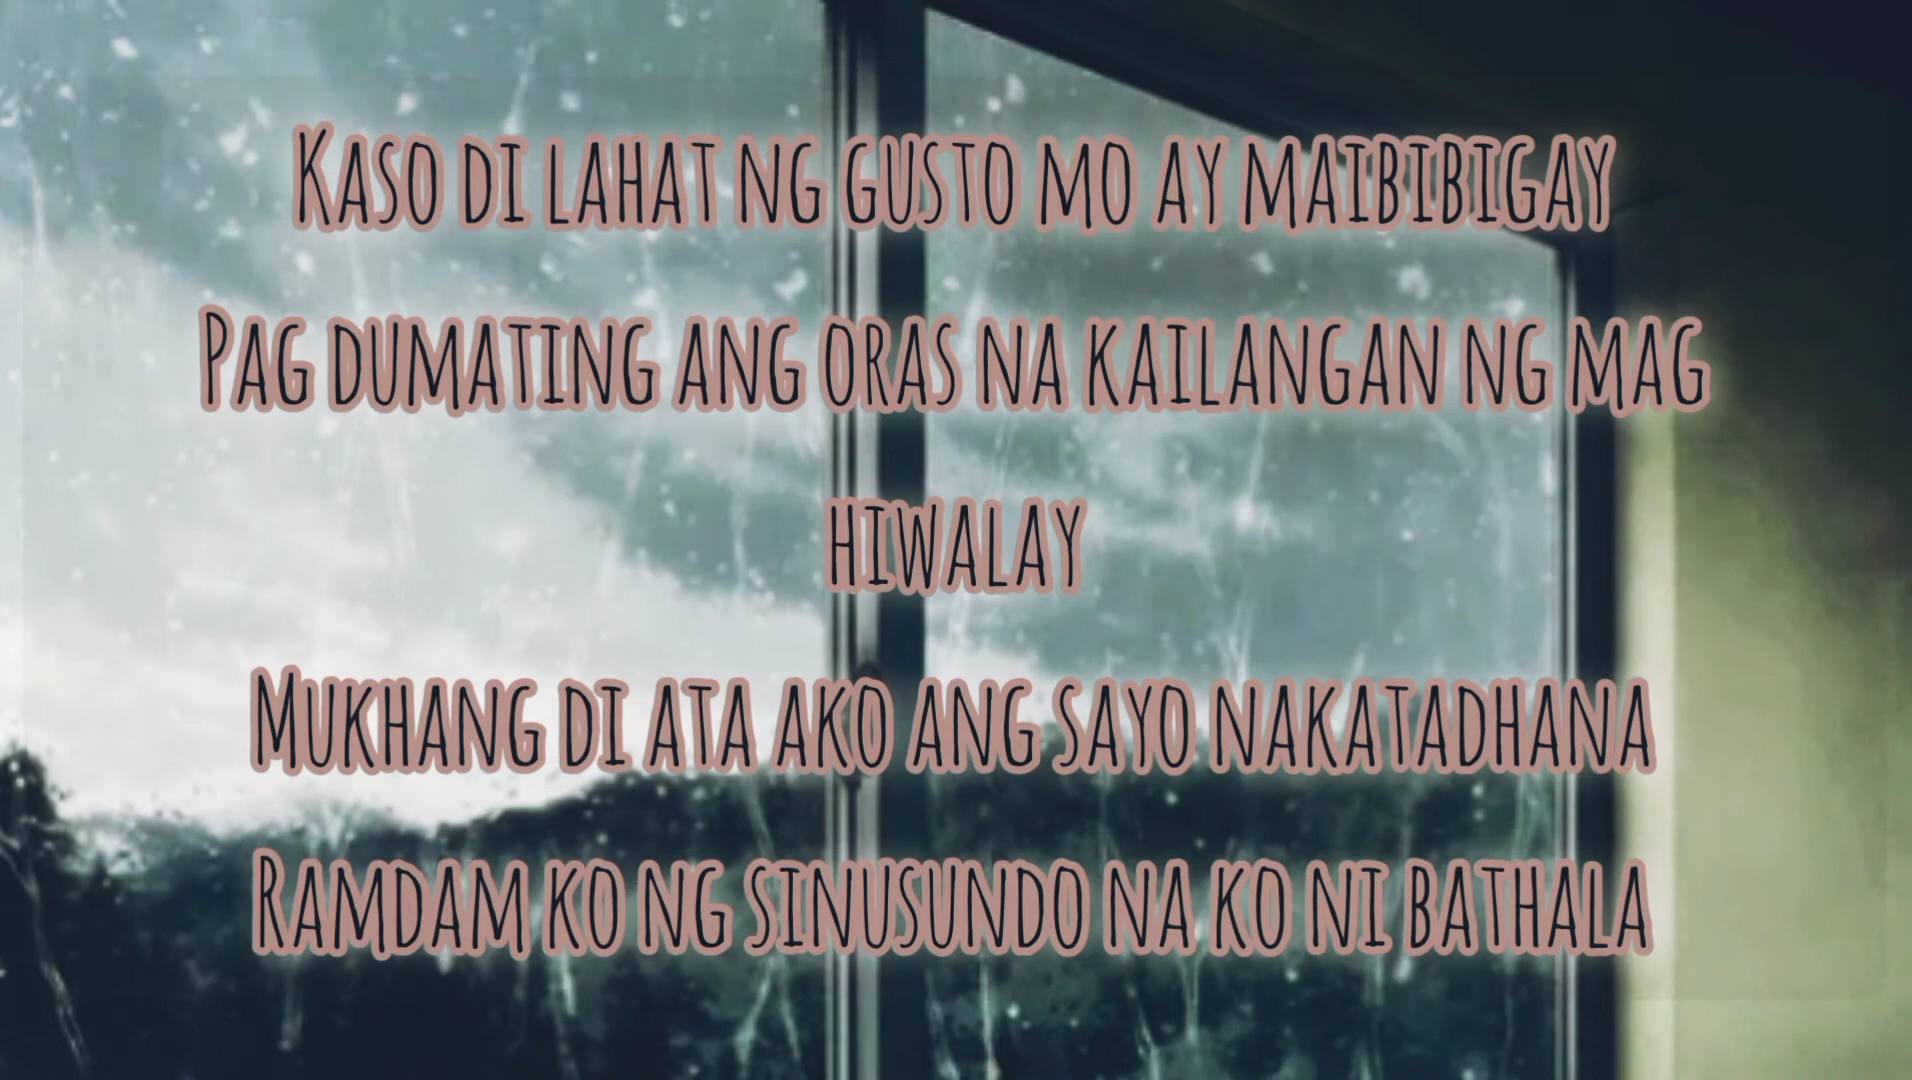 Kaso di lahat ng gusto mo ay maibibigay
Pag dumating ang oras na kailangan ng mag
hiwalay
Mukhang di ata ako ang sayo nakatadhana
Ramdam ko ng sinusundo na ko ni bathala